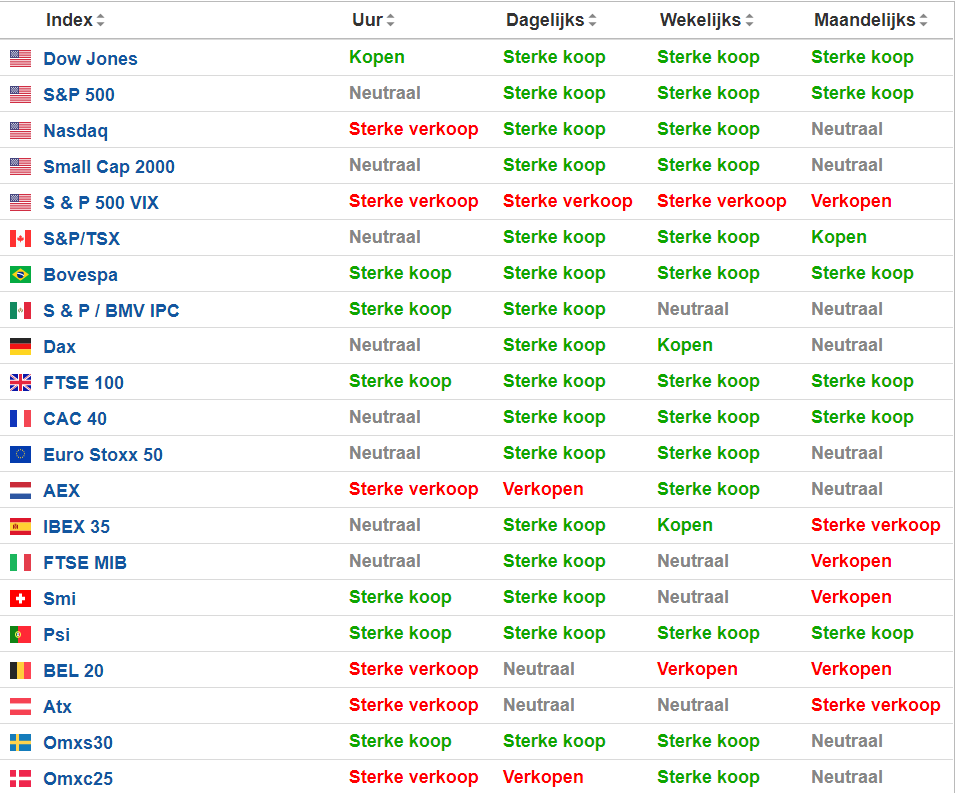 Index Uur Dagelijks Wekelijks Maandelijks
Dow Jones Kopen Sterke koop Sterke koop Sterke koop
S&P 500 Neutraal Sterke koop Sterke koop Sterke koop
Nasdaq Sterke verkoop Sterke koop Sterke koop Neutraal
Small Cap 2000 Neutraal Sterke koop Sterke koop Neutraal
S & P 500 VIX Sterke verkoop Sterke verkoop Sterke verkoop Verkopen
S&P/TSX Neutraal Sterke koop Sterke koop Kopen
Bovespa Sterke koop Sterke koop Sterke koop Sterke koop
S & P / BMV IPC Sterke koop Sterke koop Neutraal Neutraal
Dax Neutraal Sterke koop Kopen Neutraal
FTSE 100 Sterke koop Sterke koop Sterke koop Sterke koop
CAC 40 Neutraal Sterke koop Sterke koop Sterke koop
Euro Stoxx 50 Neutraal Sterke koop Sterke koop Neutraal
AEX Sterke verkoop Verkopen Sterke koop Neutraal
IBEX 35 Neutraal Sterke koop Kopen Sterke verkoop
FTSE MIB Neutraal Sterke koop Neutraal Verkopen
Smi Sterke koop Sterke koop Neutraal Verkopen
Psi Sterke koop Sterke koop Sterke koop Sterke koop
BEL 20 Sterke verkoop Neutraal Verkopen Verkopen
Atx Sterke verkoop Neutraal Neutraal Sterke verkoop
Omxs30 Sterke koop Sterke koop Sterke koop Neutraal
Omxc25 Sterke verkoop Verkopen Sterke koop Neutraal